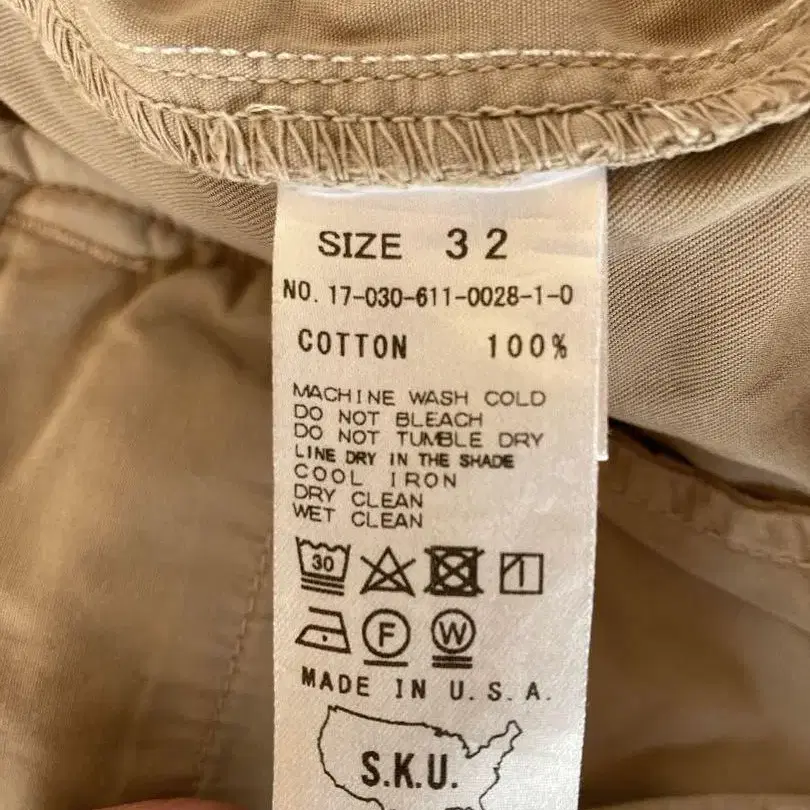 SIZE 32
NO. 17-030-611-0028-1-0
COTTON 100%
MACHINE WASH COLD
DO NOT BLEACH
DO NOT TUMBLE DRY
LINE DRY IN THE SHADE
COOL IRON
DRY CLEAN
WET CLEAN
30
F W
MADE IN U.S.A.
S.K.U.